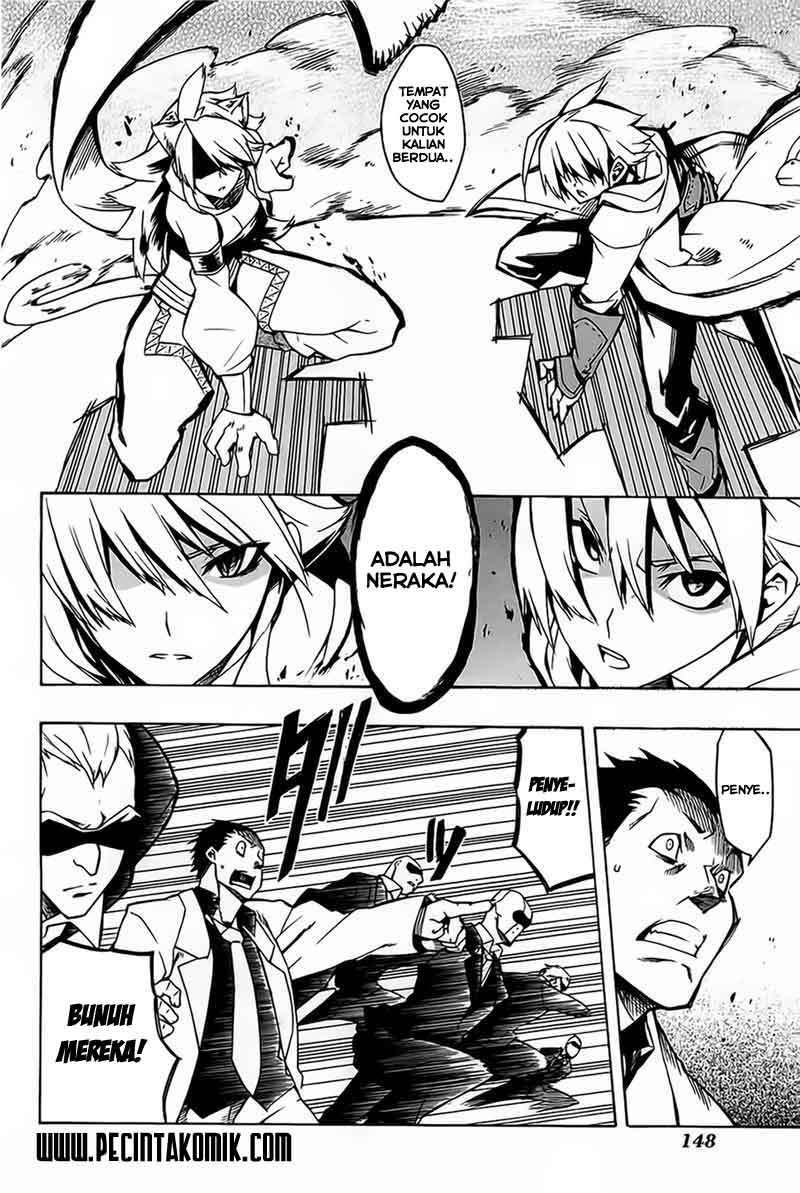 TEMPAT
YANG
COCOK
UNTUK
KALIAN
BERDUA..
ADALAH
NERAKA!
PENYE..
PENYE-
LUDUP!!
BUNUH
MEREKA!
148
WWW.PECINTAKOMIK.COM